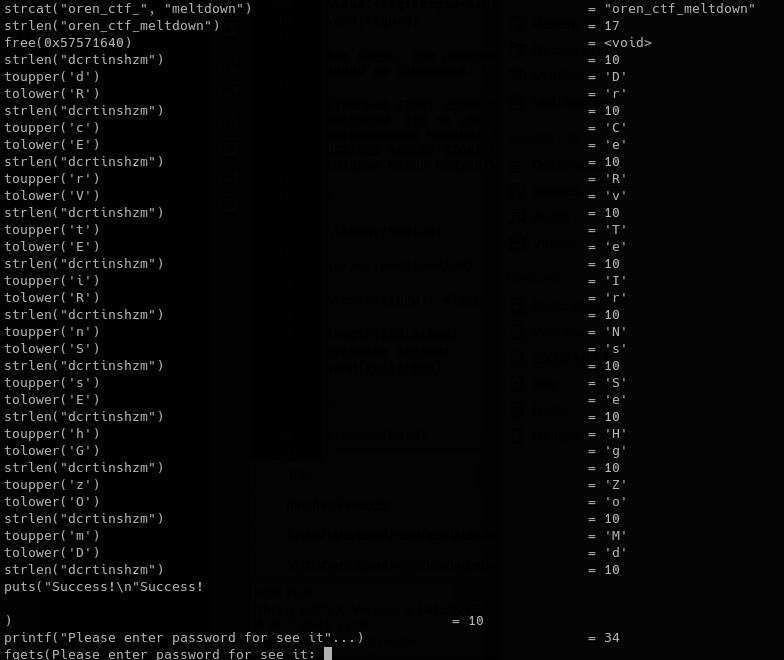 strcat("oren_ctf_", "meltdown") = "oren_ctf_meltdown"
strlen("oren_ctf_meltdown") = 17
free(0x57571640) = <void>
strlen("dcrtinshzm") = 10
toupper('d') = 'D'
tolower('R') = 'r'
strlen("dcrtinshzm") = 10
toupper('c') = 'C'
tolower('E') = 'e'
strlen("dcrtinshzm") = 10
toupper('r') = 'R'
tolower('V') = 'v'
strlen("dcrtinshzm") = 10
toupper('t') = 'T'
tolower('E') = 'e'
strlen("dcrtinshzm") = 10
toupper('i') = 'I'
tolower('R') = 'r'
strlen("dcrtinshzm") = 10
toupper('n') = 'N'
tolower('S') = 's'
strlen("dcrtinshzm") = 10
toupper('s') = 'S'
tolower('E') = 'e'
strlen("dcrtinshzm") = 10
toupper('h') = 'H'
tolower('G') = 'g'
strlen("dcrtinshzm") = 10
toupper('z') = 'Z'
tolower('O') = 'o'
strlen("dcrtinshzm") = 10
toupper('m') = 'M'
tolower('D') = 'd'
strlen("dcrtinshzm") = 10
puts("Success!\n"Success!
) = 10
printf("Please enter password for see it"...) = 34
fgets(Please enter password for see it: